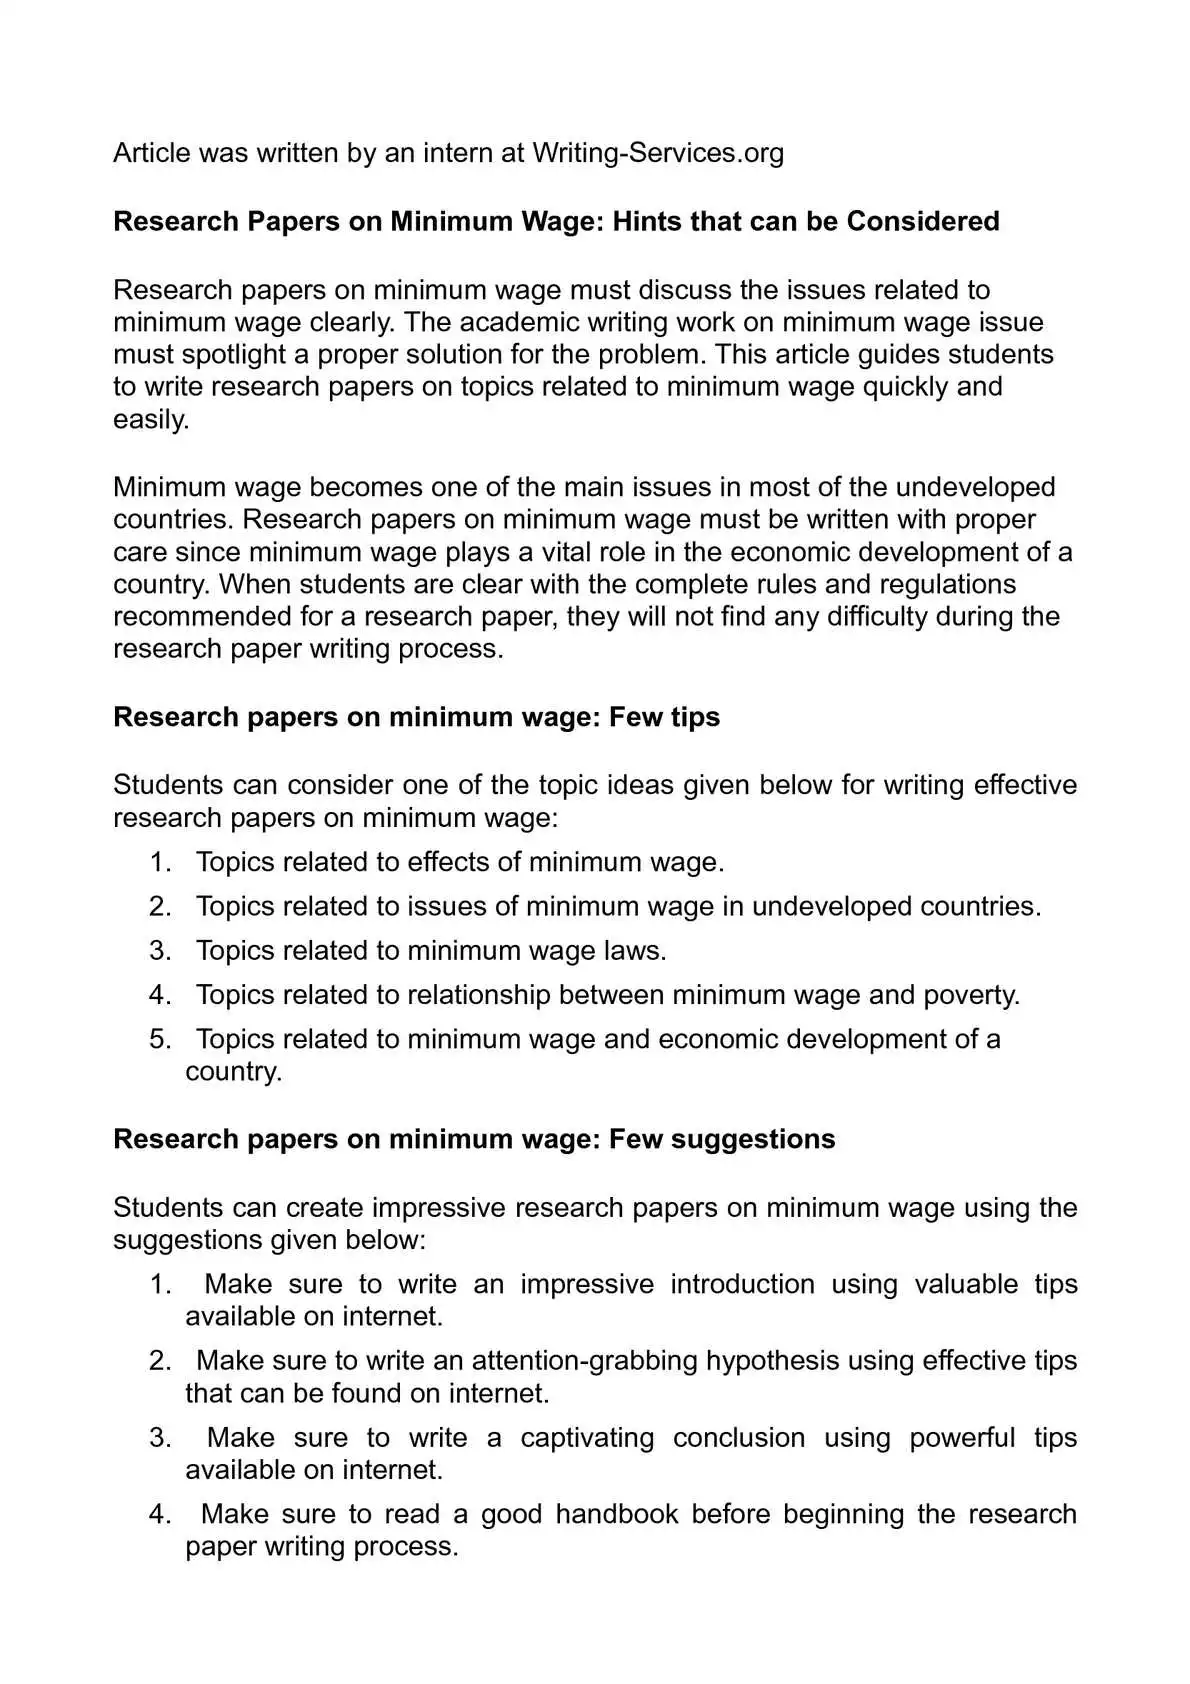 Article was written by an intern at Writing-Services.org
Research Papers on Minimum Wage: Hints that can be Considered
Research papers on minimum wage must discuss the issues related to
minimum wage clearly. The academic writing work on minimum wage issue
must spotlight a proper solution for the problem. This article guides students
to write research papers on topics related to minimum wage quickly and
easily.
Minimum wage becomes one of the main issues in most of the undeveloped
countries. Research papers on minimum wage must be written with proper
care since minimum wage plays a vital role in the economic development of a
country. When students are clear with the complete rules and regulations
recommended for a research paper, they will not find any difficulty during the
research paper writing process.
Research papers on minimum wage: Few tips
Students can consider one of the topic ideas given below for writing effective
research papers on minimum wage:
1. Topics related to effects of minimum wage.
2. Topics related to issues of minimum wage in undeveloped countries.
3. Topics related to minimum wage laws.
4. Topics related to relationship between minimum wage and poverty.
5. Topics related to minimum wage and economic development of a
country.
Research papers on minimum wage: Few suggestions
Students can create impressive research papers on minimum wage using the
suggestions given below:
1. Make sure to write an impressive introduction using valuable tips
available on internet.
2. Make sure to write an attention-grabbing hypothesis using effective tips
that can be found on internet.
3. Make sure to write a captivating conclusion using powerful tips
available on internet.
4. Make sure to read a good handbook before beginning the research
paper writing process.